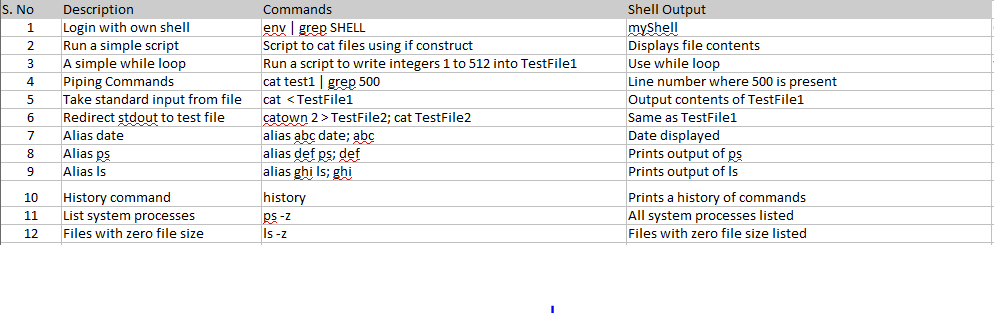 S. No Description Commands Shell Output
1 Login with own shell env | grep SHELL myShell
2 Run a simple script Script to cat files using if construct Displays file contents
3 A simple while loop Run a script to write integers 1 to 512 into TestFile1 Use while loop
4 Piping Commands cat test1 | grep 500 Line number where 500 is present
5 Take standard input from file cat < TestFile1 Output contents of TestFile1
6 Redirect stdout to test file catown 2 > TestFile2; cat TestFile2 Same as TestFile1
7 Alias date alias abc date; abc Date displayed
8 Alias ps alias def ps; def Prints output of ps
9 Alias ls alias ghi ls; ghi Prints output of ls
10 History command history Prints a history of commands
11 List system processes ps -z All system processes listed
12 Files with zero file size ls -z Files with zero file size listed